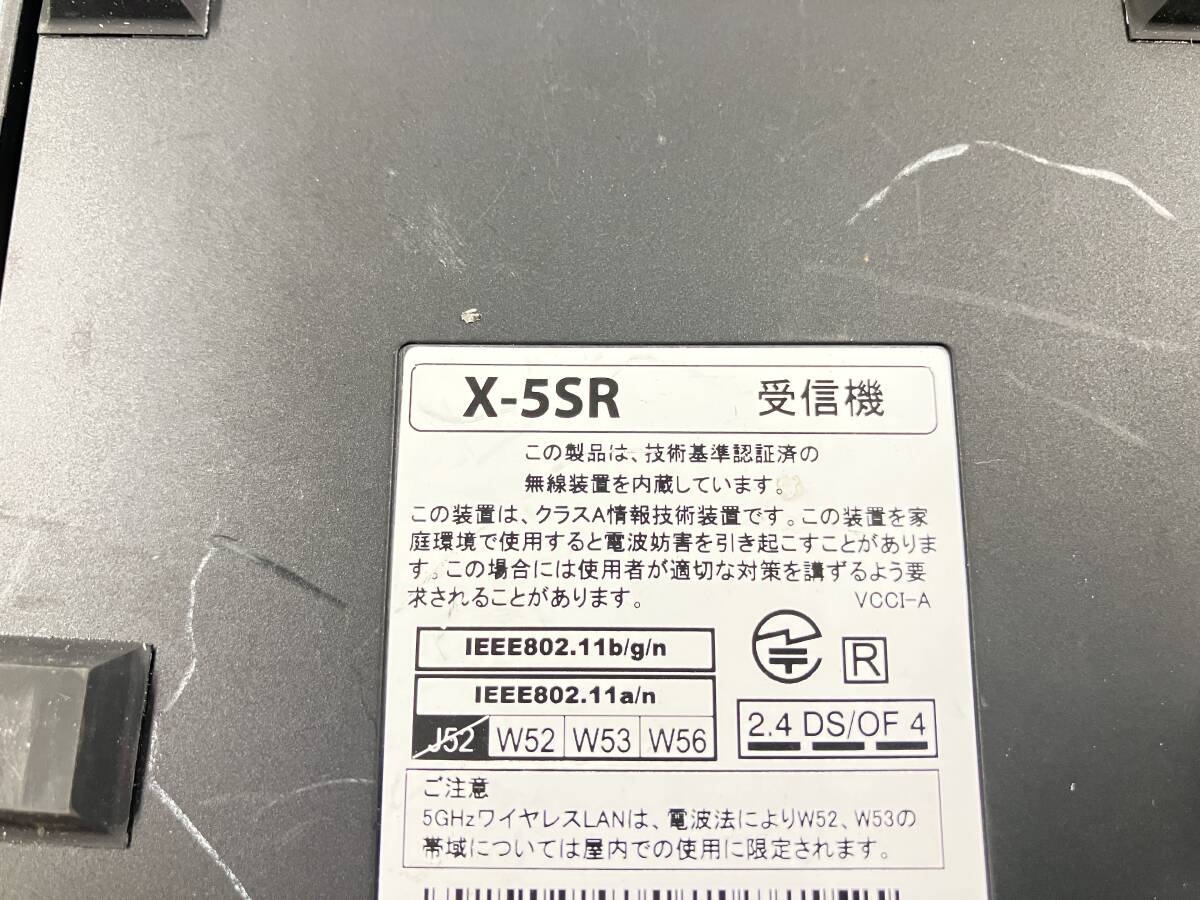 X-5SR 受信機
この製品は、技術基準認証済の
無線装置を内蔵しています。
この装置は、クラスA情報技術装置です。この装置を家
庭環境で使用すると電波妨害を引き起こすことがありま
す。この場合には使用者が適切な対策を講ずるよう要
求されることがあります。 VCCI-A
IEEE802.11b/g/n
R
IEEE802.11a/n
J52 W52 W53 W56
2.4 DS/OF 4
ご注意
5GHzワイヤレスLANは、電波法によりW52、W53の
帯域については屋内での使用に限定されます。